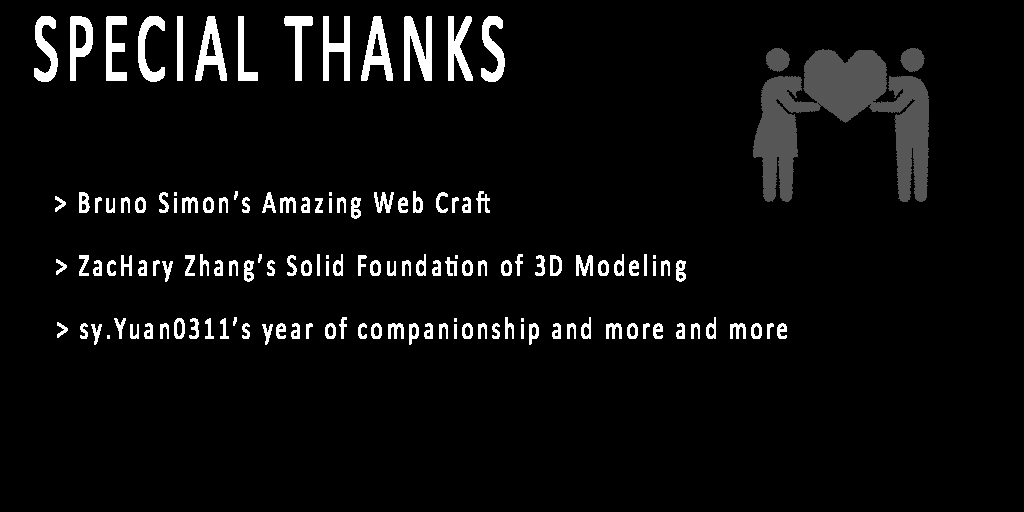 SPECIAL THANKS
> Bruno Simon’s Amazing Web Craft
> ZacHary Zhang’s Solid Foundation of 3D Modeling
> sy.Yuan0311’s year of companionship and more and more